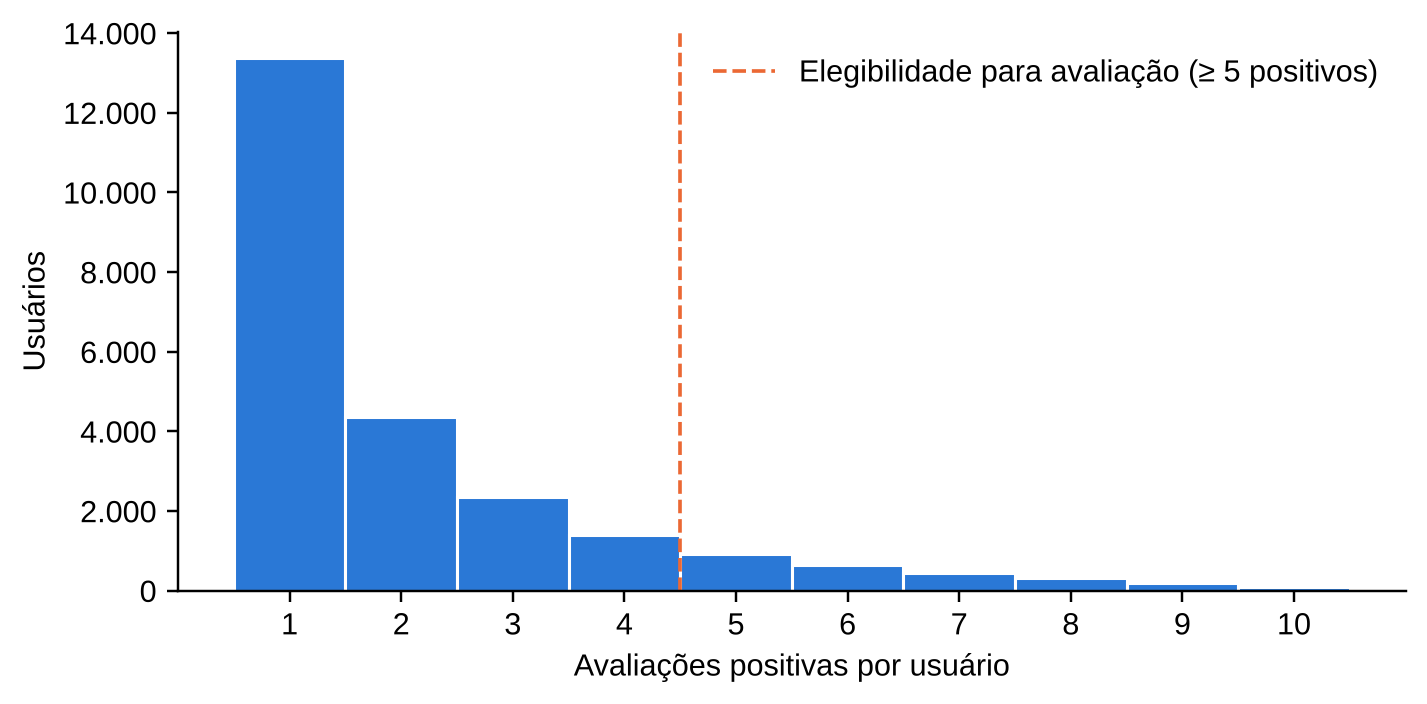 14.000
12.000
10.000
8.000
6.000
4.000
2.000
0
Usuários
Elegibilidade para avaliação (≥ 5 positivos)
1 2 3 4 5 6 7 8 9 10
Avaliações positivas por usuário